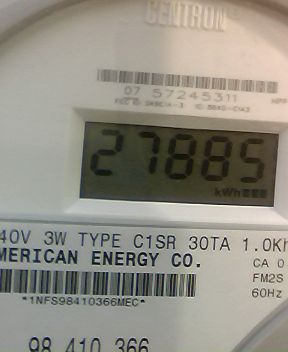 CENTRON
07 57245311
27885
kWh
40V 3W TYPE C1SR 30TA 1.0Kh
MERICAN ENERGY CO.
CA 0
FM2S
60Hz
*1NFS98410366MEC*
98 410 366